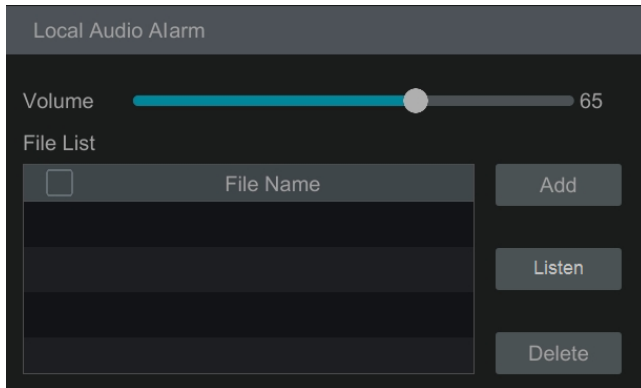 Local Audio Alarm
Volume 65
File List
File Name
Add
Listen
Delete